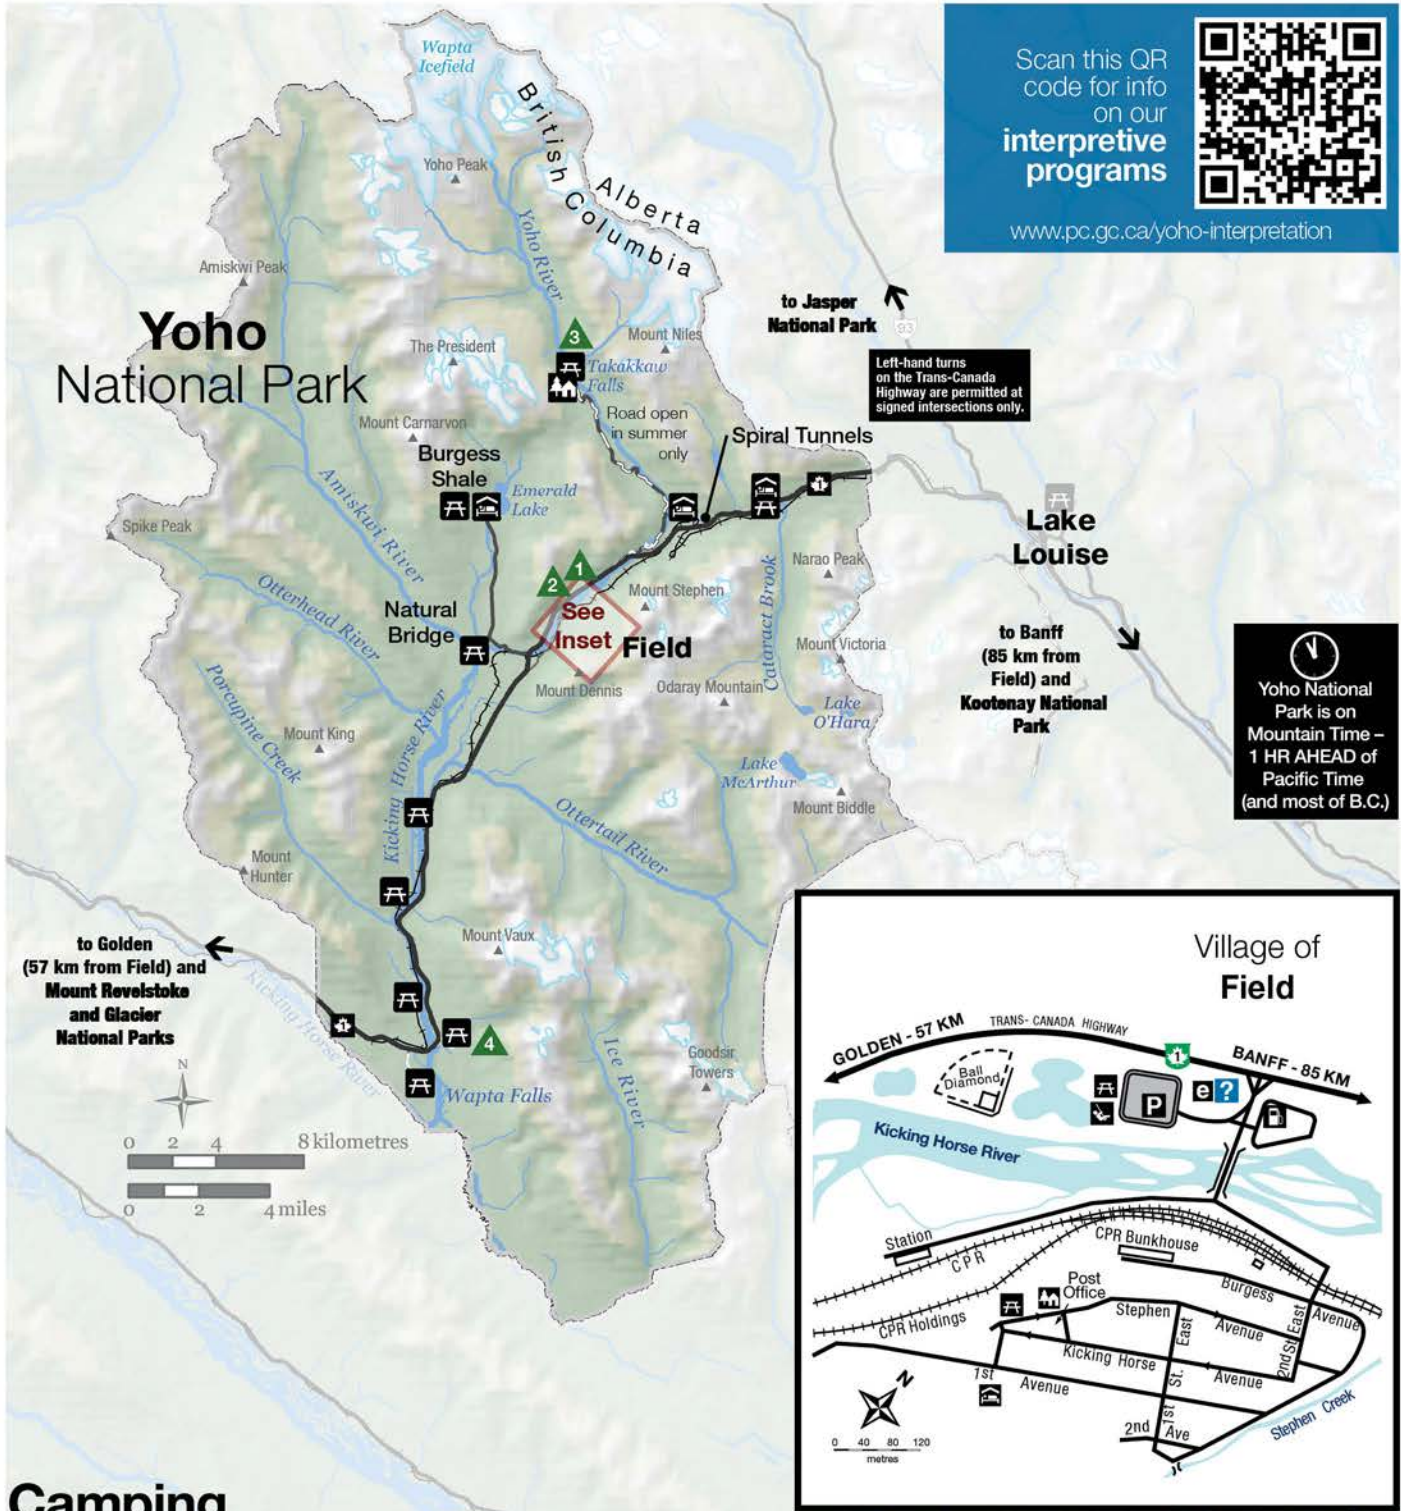 Wapta
Icefield
British Columbia
Alberta
Scan this QR
code for info
on our
interpretive
programs
www.pc.gc.ca/yoho-interpretation
Yoho Peak
Yoho River
Amiskwi Peak
Yoho
National Park
to Jasper
National Park
93
Left-hand turns
on the Trans-Canada
Highway are permitted at
signed intersections only.
3
The President
Mount Niles
Takakkaw
Falls
Road open
in summer
only
Mount Carnarvon
Spiral Tunnels
Burgess
Shale
Emerald
Lake
1
Amiskwi River
Spike Peak
Lake
Louise
Narao Peak
Otterhead River
1
2
See
Inset
Mount Stephen
Cataract Brook
Natural
Bridge
Field
Mount Victoria
to Banff
(85 km from
Field) and
Kootenay National
Park
Yoho National
Park is on
Mountain Time –
1 HR AHEAD of
Pacific Time
(and most of B.C.)
Porcupine Creek
Mount Dennis
Odaray Mountain
Lake
O'Hara
Mount King
Kicking Horse River
Lake
McArthur
Mount Biddle
Ottertail River
Mount
Hunter
to Golden
(57 km from Field) and
Mount Revelstoke
and Glacier
National Parks
Mount Vaux
Kicking Horse River
1
4
Ice River
Goodsir
Towers
Wapta Falls
N
0 2 4 8 kilometres
0 2 4 miles
Village of
Field
GOLDEN - 57 KM
TRANS-CANADA HIGHWAY
1
BANFF - 85 KM
Ball
Diamond
P
e ?
Kicking Horse River
Station
CPR
CPR Bunkhouse
Burgess Avenue
Post
Office
Stephen Avenue
CPR Holdings
Kicking Horse Avenue
1st St. East
2nd St East
1st Avenue
2nd Ave
Stephen Creek
N
0 40 80 120
metres
Camping